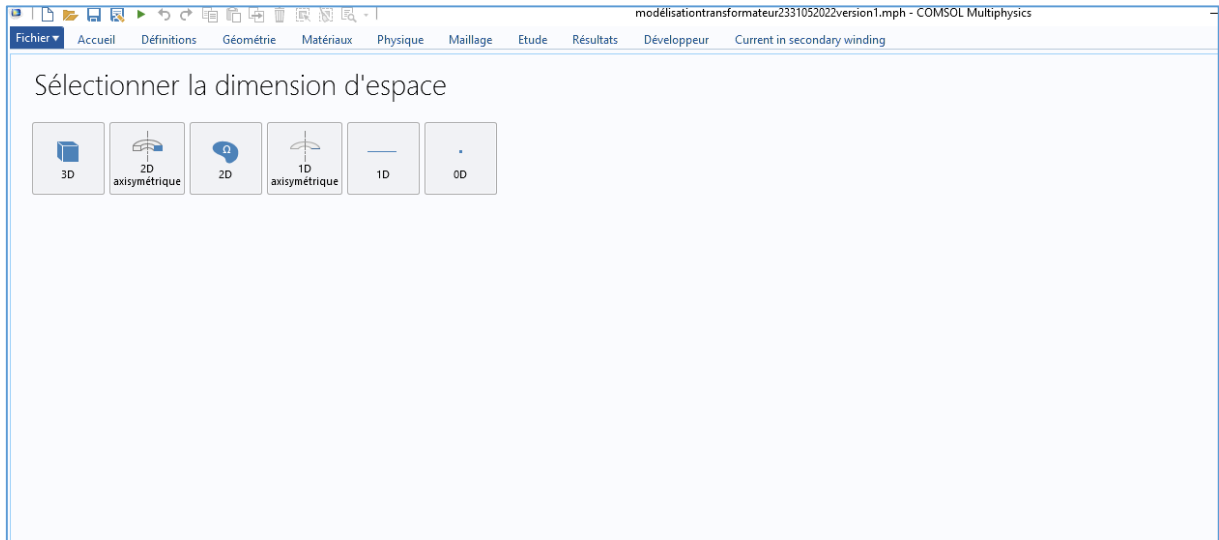 modélisationtransformateur2331052022version1.mph - COMSOL Multiphysics
Fichier Accueil Définitions Géométrie Matériaux Physique Maillage Etude Résultats Développeur Current in secondary winding
Sélectionner la dimension d'espace
Ω
3D
2D
axisymétrique
2D
1D
axisymétrique
1D
0D